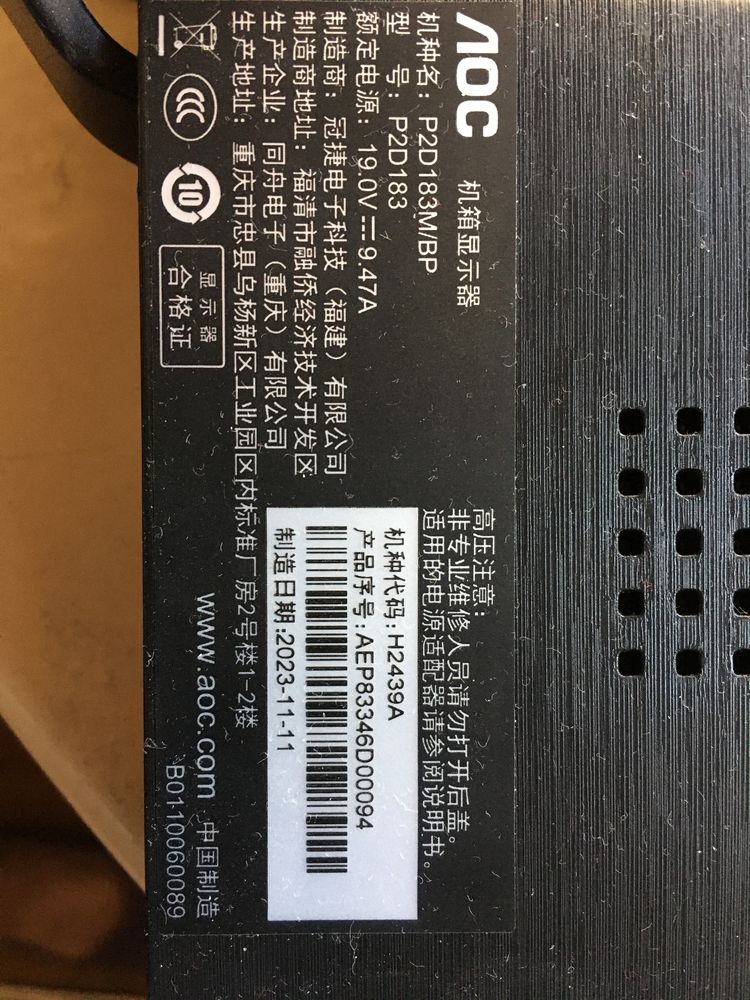 AOC 机箱显示器
机种名：P2D183M/BP
型 号：P2D183
额定电源：19.0V⎓9.47A
制造商：冠捷电子科技（福建）有限公司
制造商地址：福清市融侨经济技术开发区
生产企业：同舟电子（重庆）有限公司
生产地址：重庆市忠县乌杨新区工业园区内标准厂房2号楼1-2楼
CCC
10
显示器
合格证
高压注意：
非专业维修人员请勿打开后盖。
适用的电源适配器请参阅说明书。
机种代码:H2439A
产品序号:AEP83346D00094
制造日期:2023-11-11
www.aoc.com
中国制造
B0110060089